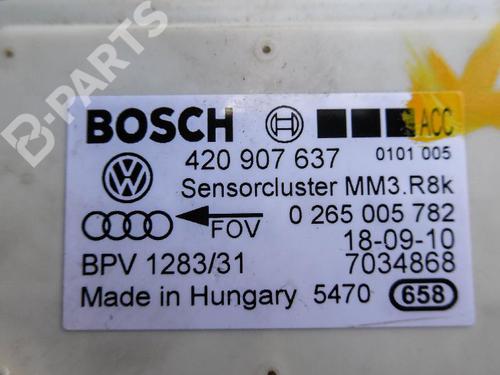 B-PARTS
BOSCH ACC
420 907 637 0101 005
Sensorcluster MM3.R8k
FOV 0 265 005 782
18-09-10
BPV 1283/31 7034868
Made in Hungary 5470 658